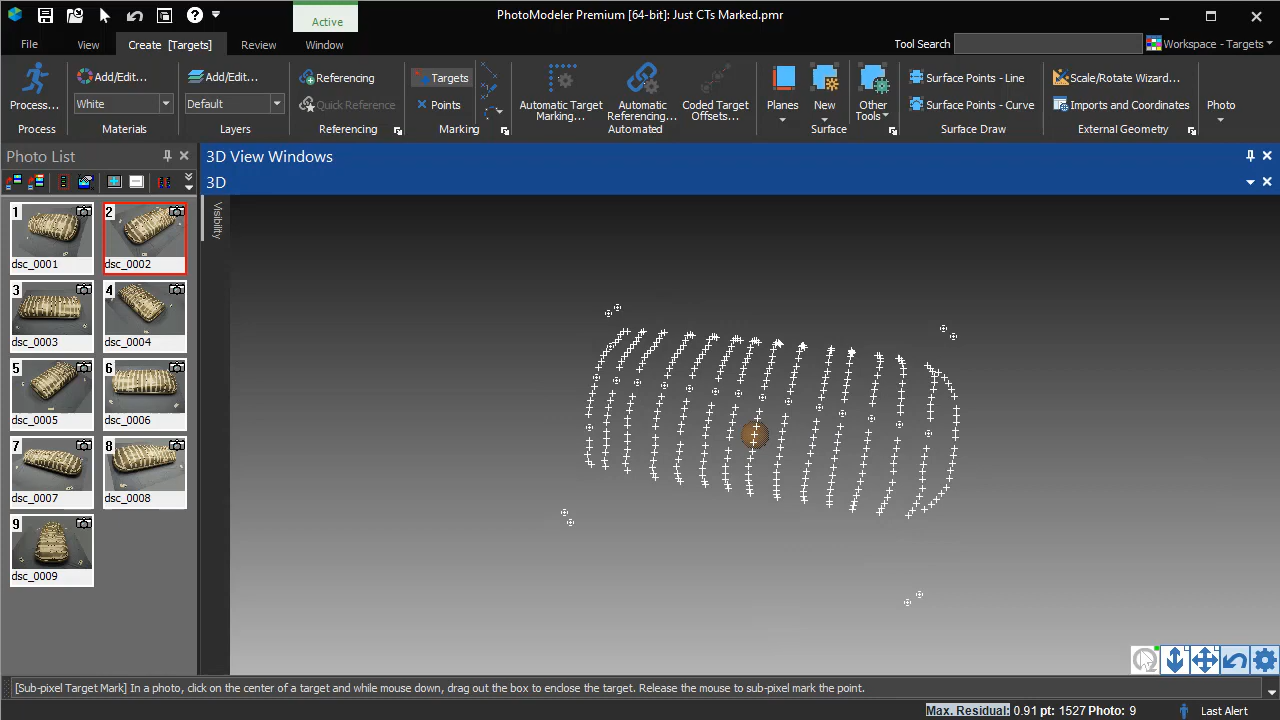 PhotoModeler Premium [64-bit]: Just CTs Marked.pmr
Active
File
View
Create [Targets]
Review
Window
Tool Search
Workspace - Targets
Process...
Process
Add/Edit...
White
Materials
Add/Edit...
Default
Layers
Referencing
Quick Reference
Referencing
Targets
Points
Marking
Automatic Target
Marking...
Automatic
Referencing...
Coded Target
Offsets...
Automated
Planes
New
Other
Tools
Surface
Surface Points - Line
Surface Points - Curve
Surface Draw
Scale/Rotate Wizard...
Imports and Coordinates
External Geometry
Photo
Photo List
3D View Windows
3D
Visibility
1
dsc_0001
2
dsc_0002
3
dsc_0003
4
dsc_0004
5
dsc_0005
6
dsc_0006
7
dsc_0007
8
dsc_0008
9
dsc_0009
[Sub-pixel Target Mark] In a photo, click on the center of a target and while mouse down, drag out the box to enclose the target. Release the mouse to sub-pixel mark the point.
Max. Residual: 0.91 pt: 1527 Photo: 9
Last Alert